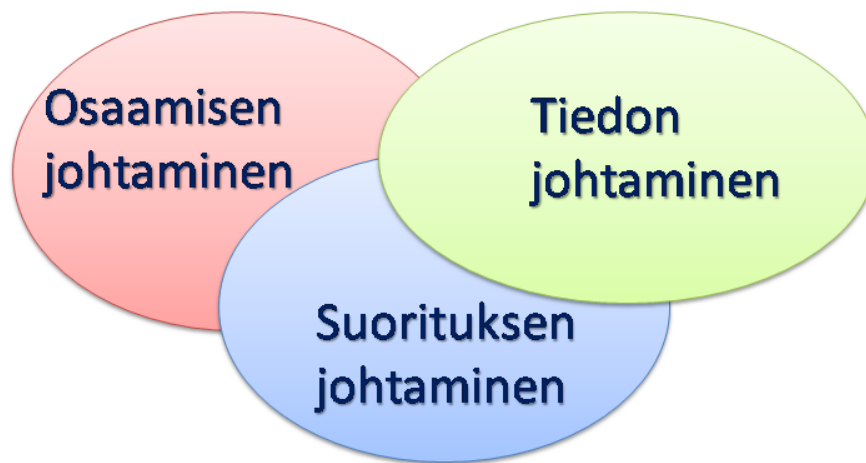 Osaamisen
johtaminen
Tiedon
johtaminen
Suorituksen
johtaminen